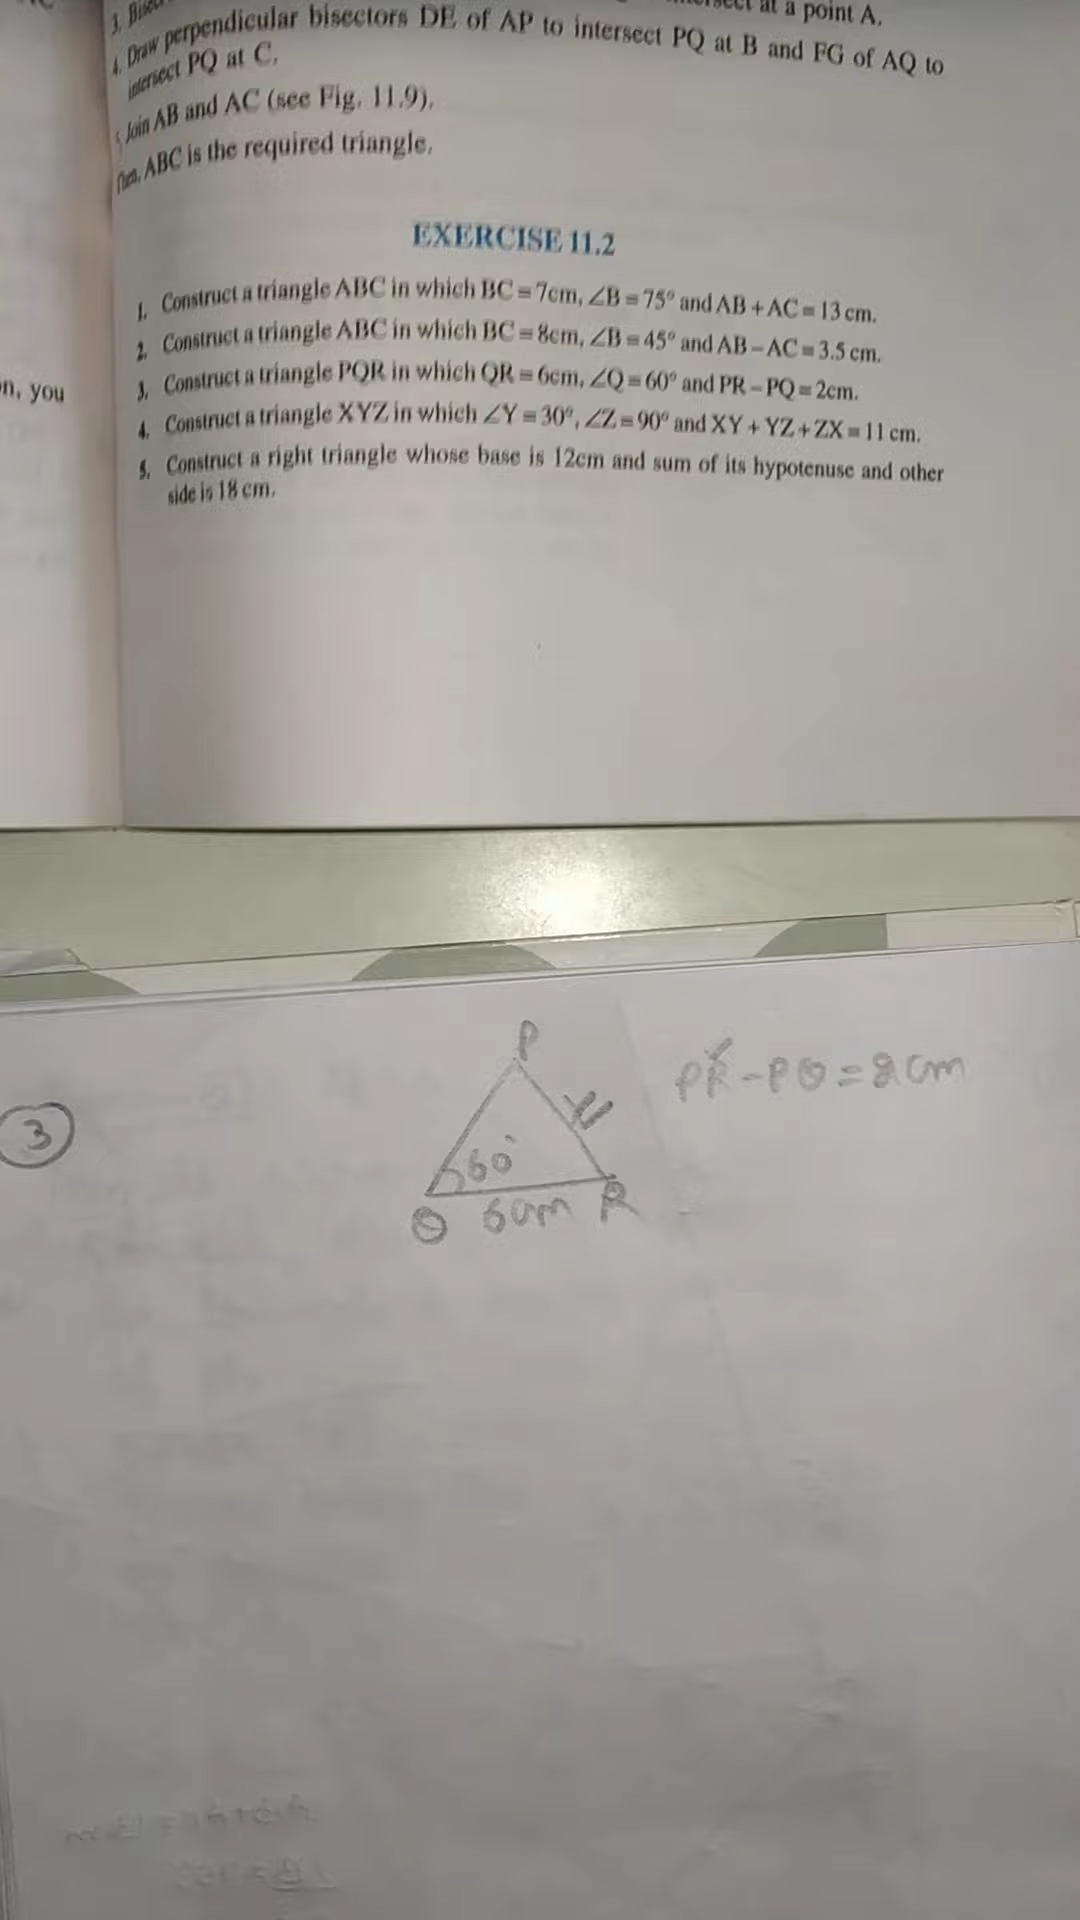 at a point A.
3. Bisec
4. Draw perpendicular bisectors DE of AP to intersect PQ at B and FG of AQ to
intersect PQ at C.
Join AB and AC (see Fig. 11.9).
ABC is the required triangle.
EXERCISE 11.2
1. Construct a triangle ABC in which BC = 7cm, ∠B = 75° and AB + AC = 13 cm.
2. Construct a triangle ABC in which BC = 8cm, ∠B = 45° and AB – AC = 3.5 cm.
n, you
3. Construct a triangle PQR in which QR = 6cm, ∠Q = 60° and PR – PQ = 2cm.
4. Construct a triangle XYZ in which ∠Y = 30°, ∠Z = 90° and XY + YZ + ZX = 11 cm.
5. Construct a right triangle whose base is 12cm and sum of its hypotenuse and other
side is 18 cm.
P
PR - PQ = 2cm
3
60°
Q 6cm R